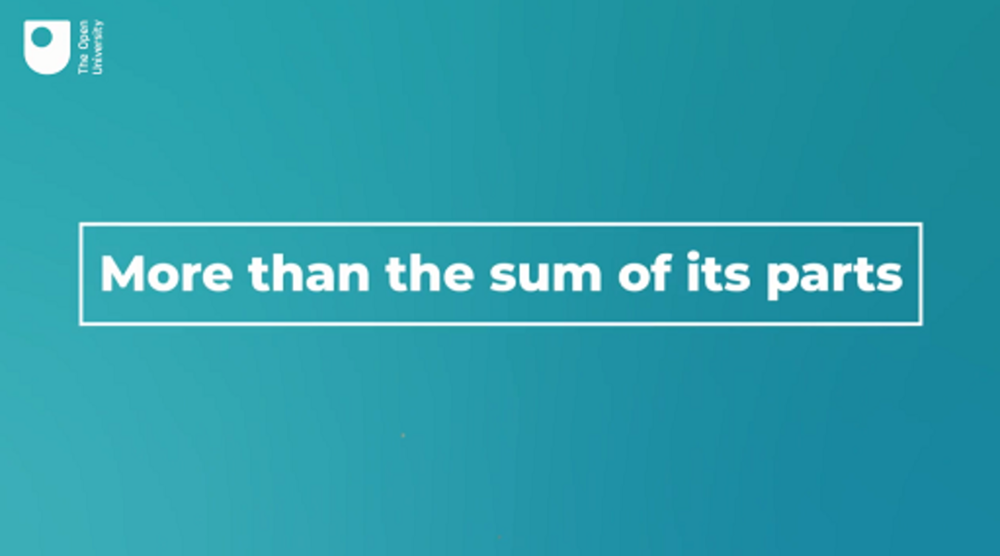 The Open
University
More than the sum of its parts